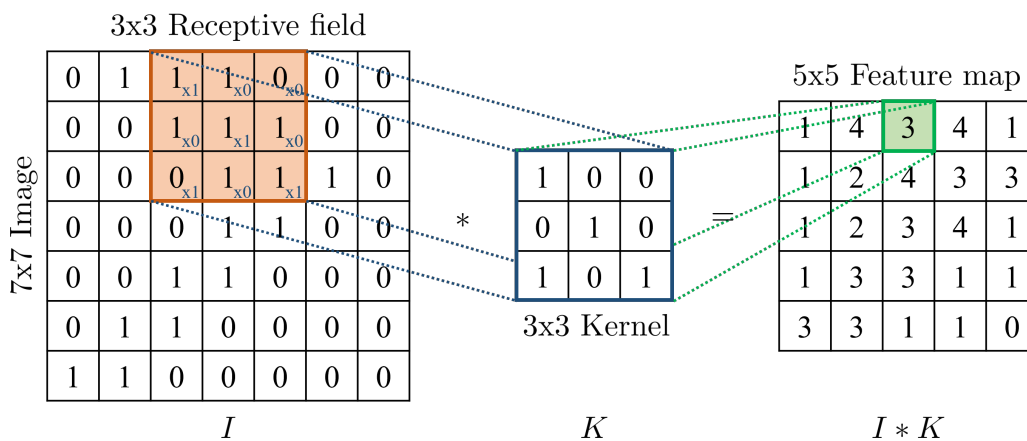 3x3 Receptive field
5x5 Feature map
7x7 Image
0 1 1x1 1x0 0x0 0 0
0 0 1x0 1x1 1x0 0 0
0 0 0x1 1x0 1x1 1 0
0 0 0 1 1 0 0
0 0 1 1 0 0 0
0 1 1 0 0 0 0
1 1 0 0 0 0 0
I
*
1 0 0
0 1 0
1 0 1
3x3 Kernel
K
=
1 4 3 4 1
1 2 4 3 3
1 2 3 4 1
1 3 3 1 1
3 3 1 1 0
I * K